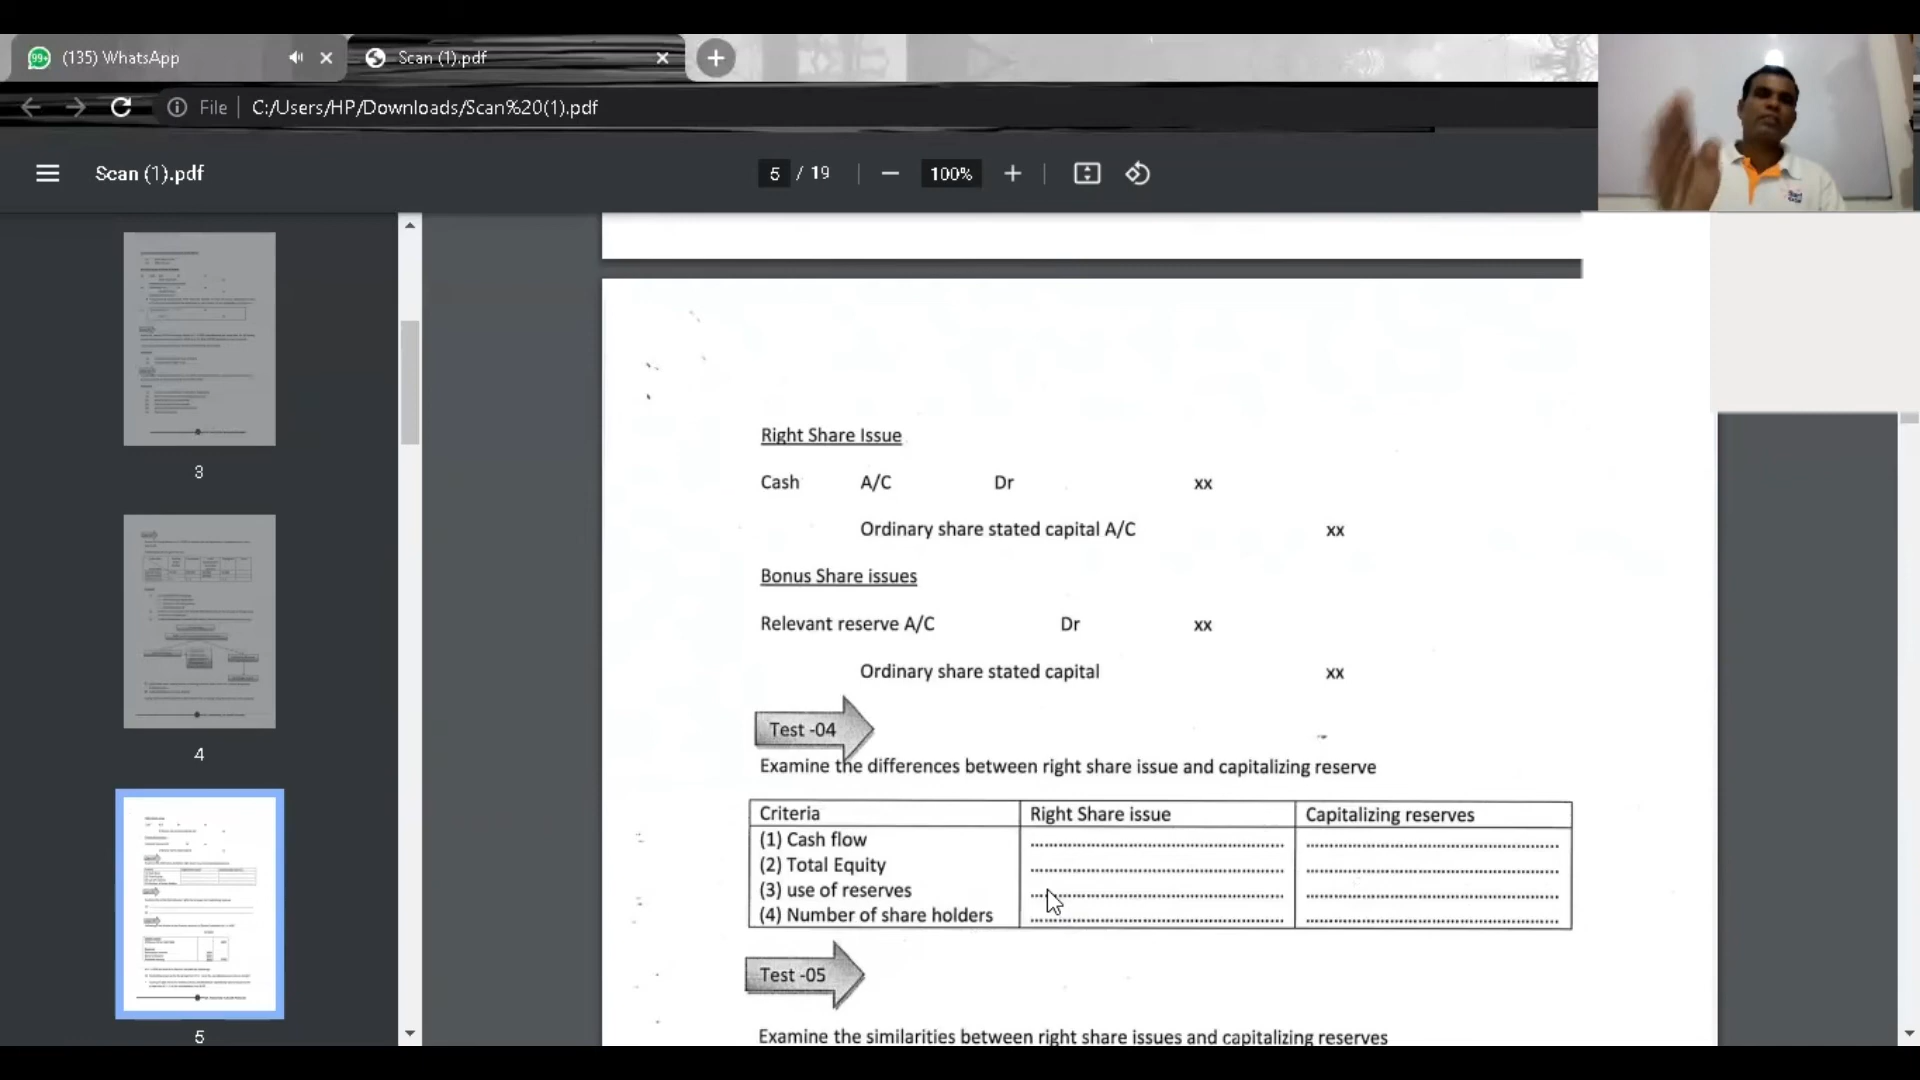 (135) WhatsApp
Scan (1).pdf
File
C:/Users/HP/Downloads/Scan%20(1).pdf
Scan (1).pdf
5 / 19
100%
3
4
5
Right Share Issue
Cash A/C Dr xx
Ordinary share stated capital A/C xx
Bonus Share issues
Relevant reserve A/C Dr xx
Ordinary share stated capital xx
Test -04
Examine the differences between right share issue and capitalizing reserve
Criteria Right Share issue Capitalizing reserves
(1) Cash flow
(2) Total Equity
(3) use of reserves
(4) Number of share holders
Test -05
Examine the similarities between right share issues and capitalizing reserves